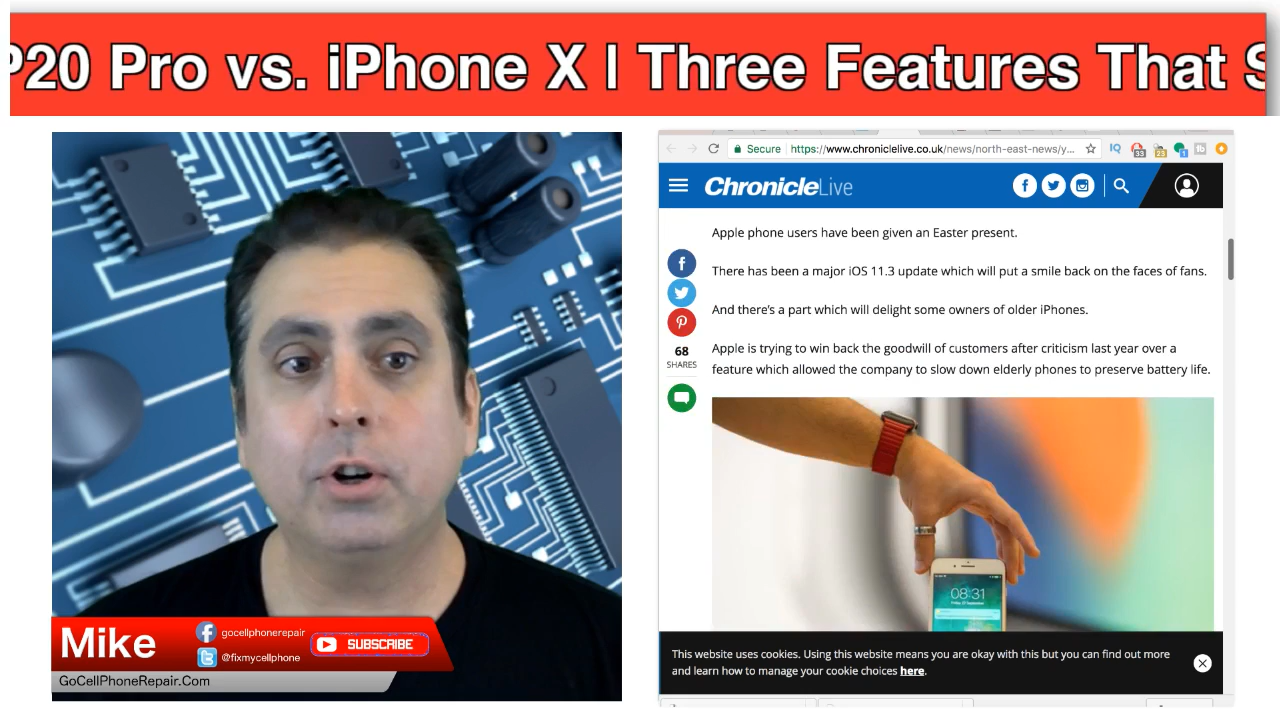 P20 Pro vs. iPhone X | Three Features That S
Secure https://www.chroniclelive.co.uk/news/north-east-news/y...
IQ 33 23 1
ChronicleLive
Apple phone users have been given an Easter present.
There has been a major iOS 11.3 update which will put a smile back on the faces of fans.
And there's a part which will delight some owners of older iPhones.
68
SHARES
Apple is trying to win back the goodwill of customers after criticism last year over a
feature which allowed the company to slow down elderly phones to preserve battery life.
08:31
This website uses cookies. Using this website means you are okay with this but you can find out more
and learn how to manage your cookie choices here.
Mike
gocellphonerepair
@fixmycellphone
SUBSCRIBE
GoCellPhoneRepair.Com